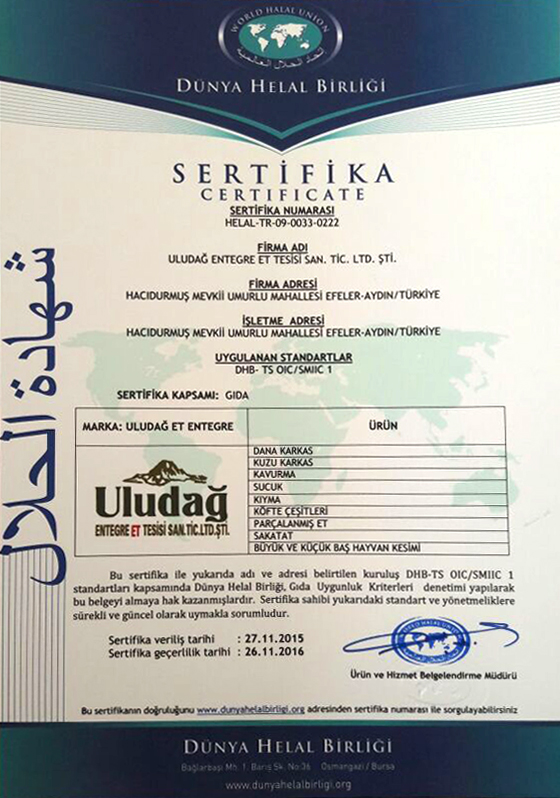 WORLD HALAL UNION
DÜNYA HELAL BİRLİĞİ
SERTİFİKA
CERTIFICATE
SERTİFİKA NUMARASI
HELAL-TR-09-0033-0222
FİRMA ADI
ULUDAĞ ENTEGRE ET TESİSİ SAN. TİC. LTD. ŞTİ.
FİRMA ADRESİ
HACIDURMUŞ MEVKİİ UMURLU MAHALLESİ EFELER-AYDIN/TÜRKİYE
İŞLETME ADRESİ
HACIDURMUŞ MEVKİİ UMURLU MAHALLESİ EFELER-AYDIN/TÜRKİYE
UYGULANAN STANDARTLAR
DHB- TS OIC/SMIIC 1
SERTİFİKA KAPSAMI: GIDA
MARKA: ULUDAĞ ET ENTEGRE
ÜRÜN
Uludağ
ENTEGRE ET TESİSİ SAN.TİC.LTD.ŞTİ.
DANA KARKAS
KUZU KARKAS
KAVURMA
SUCUK
KIYMA
KÖFTE ÇEŞİTLERİ
PARÇALANMIŞ ET
SAKATAT
BÜYÜK VE KÜÇÜK BAŞ HAYVAN KESİMİ
شهادة الحلال
Bu sertifika ile yukarıda adı ve adresi belirtilen kuruluş DHB-TS OIC/SMIIC 1
standartları kapsamında Dünya Helal Birliği, Gıda Uygunluk Kriterleri denetimi yapılarak
bu belgeyi almaya hak kazanmışlardır. Sertifika sahibi yukarıdaki standart ve yönetmeliklere
sürekli ve güncel olarak uymakla sorumludur.
Sertifika veriliş tarihi : 27.11.2015
Sertifika geçerlilik tarihi : 26.11.2016
Ürün ve Hizmet Belgelendirme Müdürü
Bu sertifikanın doğruluğunu www.dunyahelalbirligi.org adresinden sertifika numarası ile sorgulayabilirsiniz
DÜNYA HELAL BİRLİĞİ
Bağlarbaşı Mh. 1. Barış Sk. No:36 Osmangazi / Bursa
www.dunyahelalbirligi.org